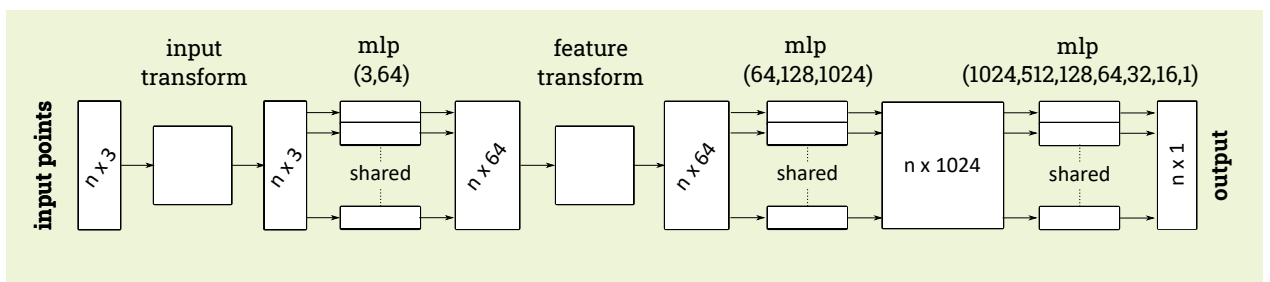 input
transform
mlp
(3,64)
feature
transform
mlp
(64,128,1024)
mlp
(1024,512,128,64,32,16,1)
input points
n x 3
n x 3
shared
n x 64
n x 64
shared
n x 1024
shared
n x 1
output